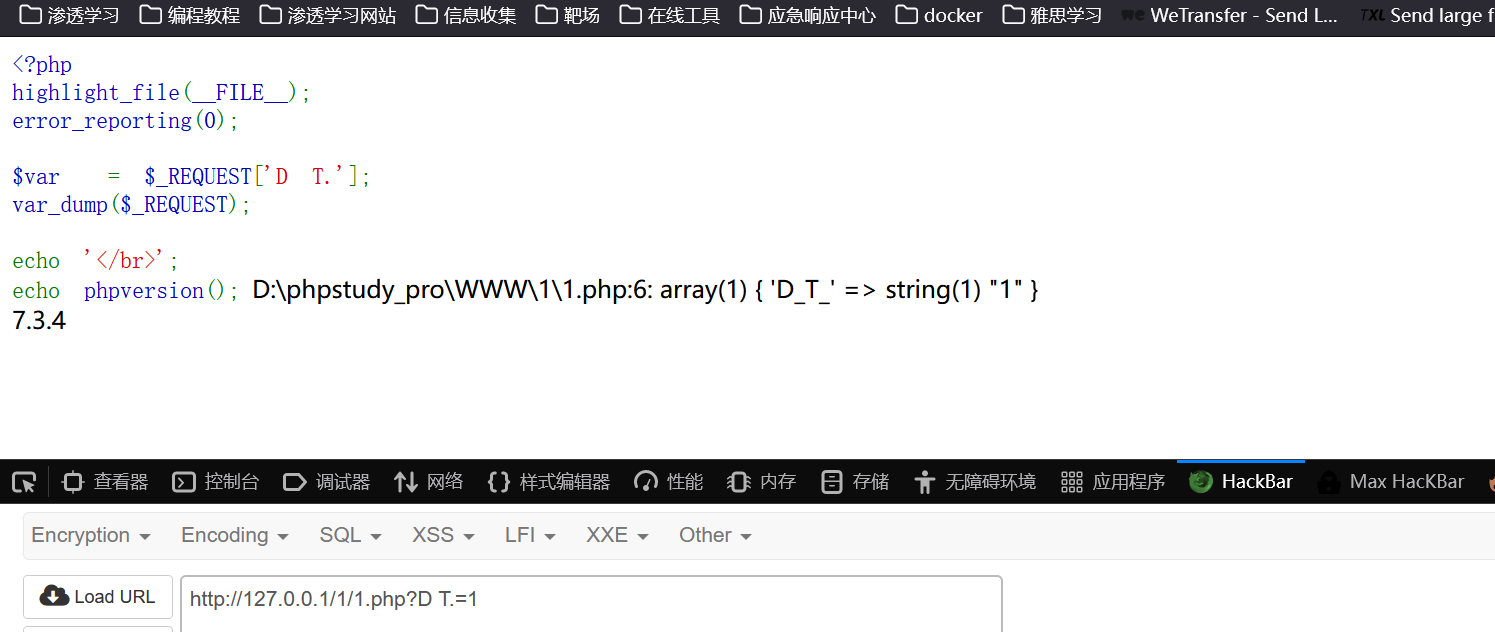 渗透学习 编程教程 渗透学习网站 信息收集 靶场 在线工具 应急响应中心 docker 雅思学习 we WeTransfer - Send L... TXL Send large f
<?php
highlight_file(__FILE__);
error_reporting(0);
$var    =  $_REQUEST['D  T.'];
var_dump($_REQUEST);
echo  '</br>';
echo  phpversion(); D:\phpstudy_pro\WWW\1\1.php:6: array(1) { 'D_T_' => string(1) "1" }
7.3.4
查看器 控制台 调试器 网络 {} 样式编辑器 性能 内存 存储 无障碍环境 应用程序 HackBar Max HacKBar
Encryption Encoding SQL XSS LFI XXE Other
Load URL http://127.0.0.1/1/1.php?D T.=1